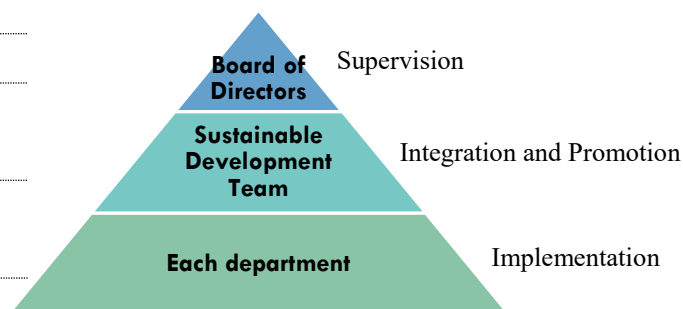 Board of
Directors
Supervision
Sustainable
Development
Team
Integration and Promotion
Each department
Implementation